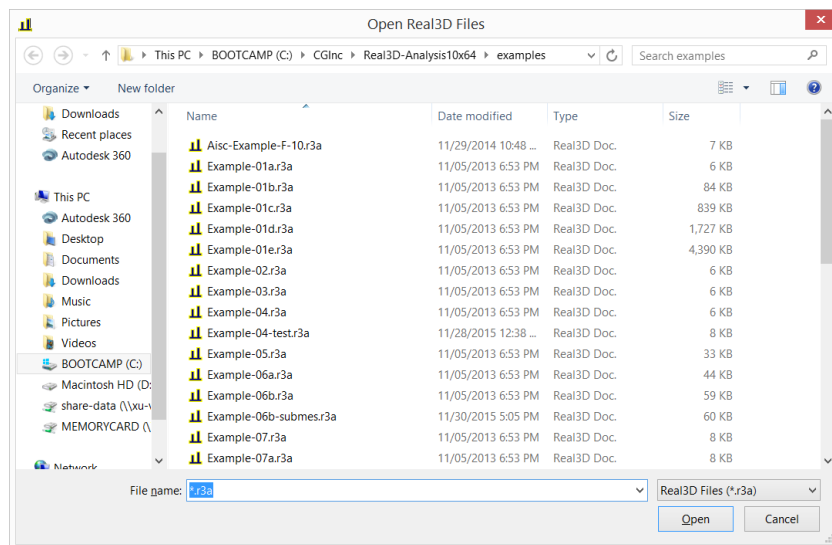 Open Real3D Files
This PC BOOTCAMP (C:) CGInc Real3D-Analysis10x64 examples
Search examples
Organize New folder
Downloads
Recent places
Autodesk 360
This PC
Autodesk 360
Desktop
Documents
Downloads
Music
Pictures
Videos
BOOTCAMP (C:)
Macintosh HD (D:
share-data (\\xu-v
MEMORYCARD (\
Network
Name Date modified Type Size
Aisc-Example-F-10.r3a 11/29/2014 10:48 ... Real3D Doc. 7 KB
Example-01a.r3a 11/05/2013 6:53 PM Real3D Doc. 6 KB
Example-01b.r3a 11/05/2013 6:53 PM Real3D Doc. 84 KB
Example-01c.r3a 11/05/2013 6:53 PM Real3D Doc. 839 KB
Example-01d.r3a 11/05/2013 6:53 PM Real3D Doc. 1,727 KB
Example-01e.r3a 11/05/2013 6:53 PM Real3D Doc. 4,390 KB
Example-02.r3a 11/05/2013 6:53 PM Real3D Doc. 6 KB
Example-03.r3a 11/05/2013 6:53 PM Real3D Doc. 6 KB
Example-04.r3a 11/05/2013 6:53 PM Real3D Doc. 6 KB
Example-04-test.r3a 11/28/2015 12:38 ... Real3D Doc. 8 KB
Example-05.r3a 11/05/2013 6:53 PM Real3D Doc. 33 KB
Example-06a.r3a 11/05/2013 6:53 PM Real3D Doc. 44 KB
Example-06b.r3a 11/05/2013 6:53 PM Real3D Doc. 59 KB
Example-06b-submes.r3a 11/30/2015 5:05 PM Real3D Doc. 60 KB
Example-07.r3a 11/05/2013 6:53 PM Real3D Doc. 8 KB
Example-07a.r3a 11/05/2013 6:53 PM Real3D Doc. 8 KB
File name: *.r3a Real3D Files (*.r3a)
Open Cancel